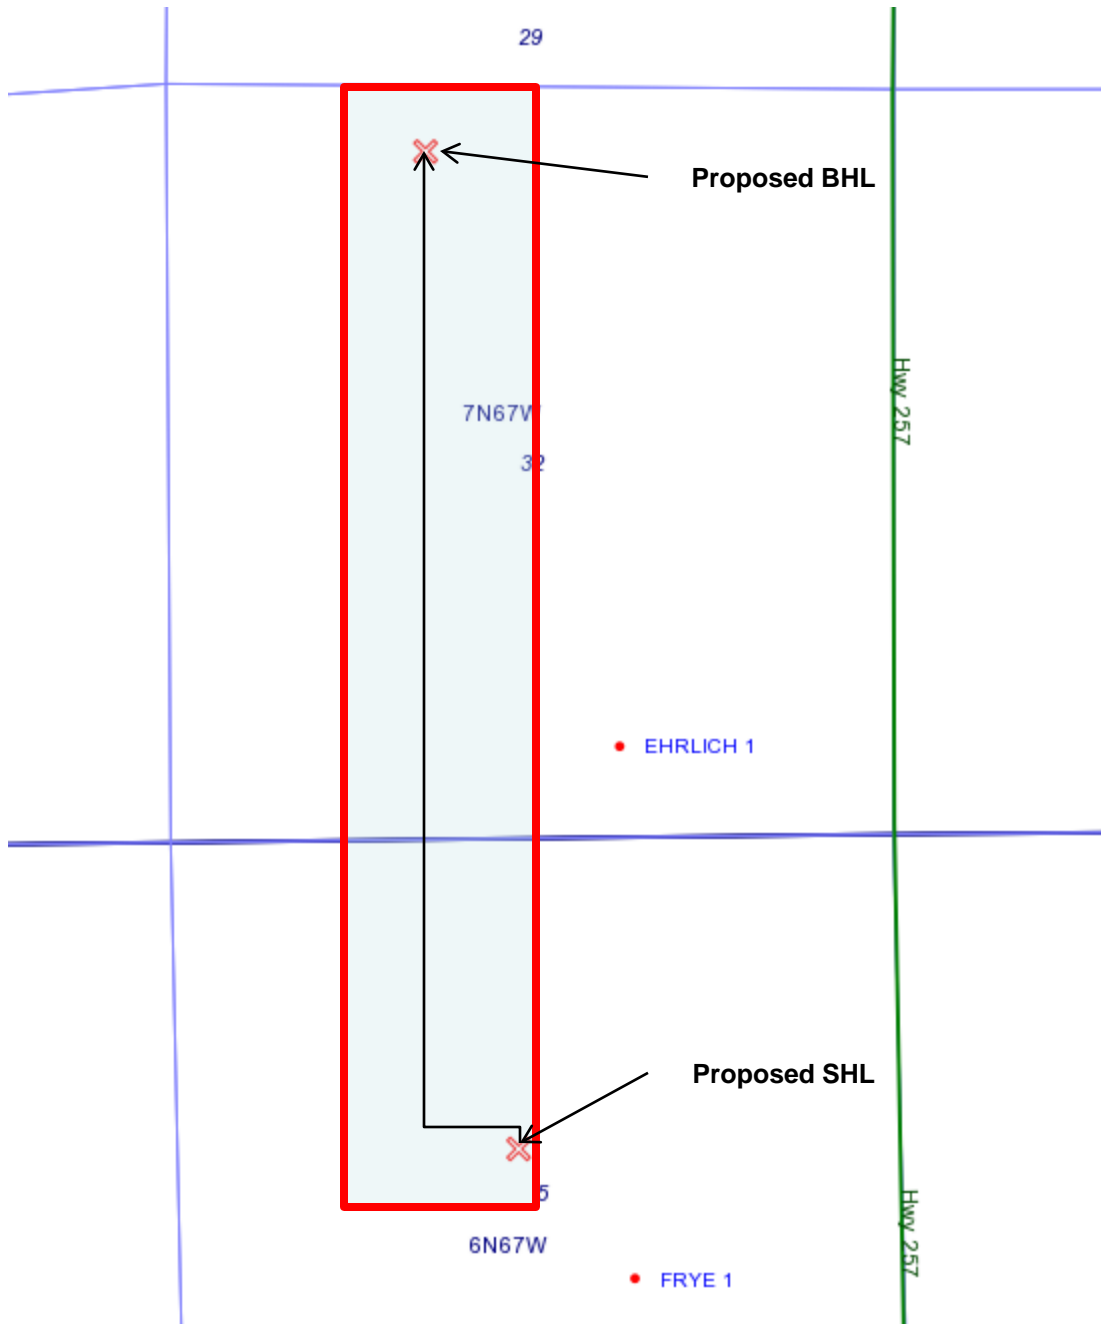 29
Proposed BHL
Hwy 257
7N67W
32
EHRLICH 1
Proposed SHL
5
6N67W
Hwy 257
FRYE 1